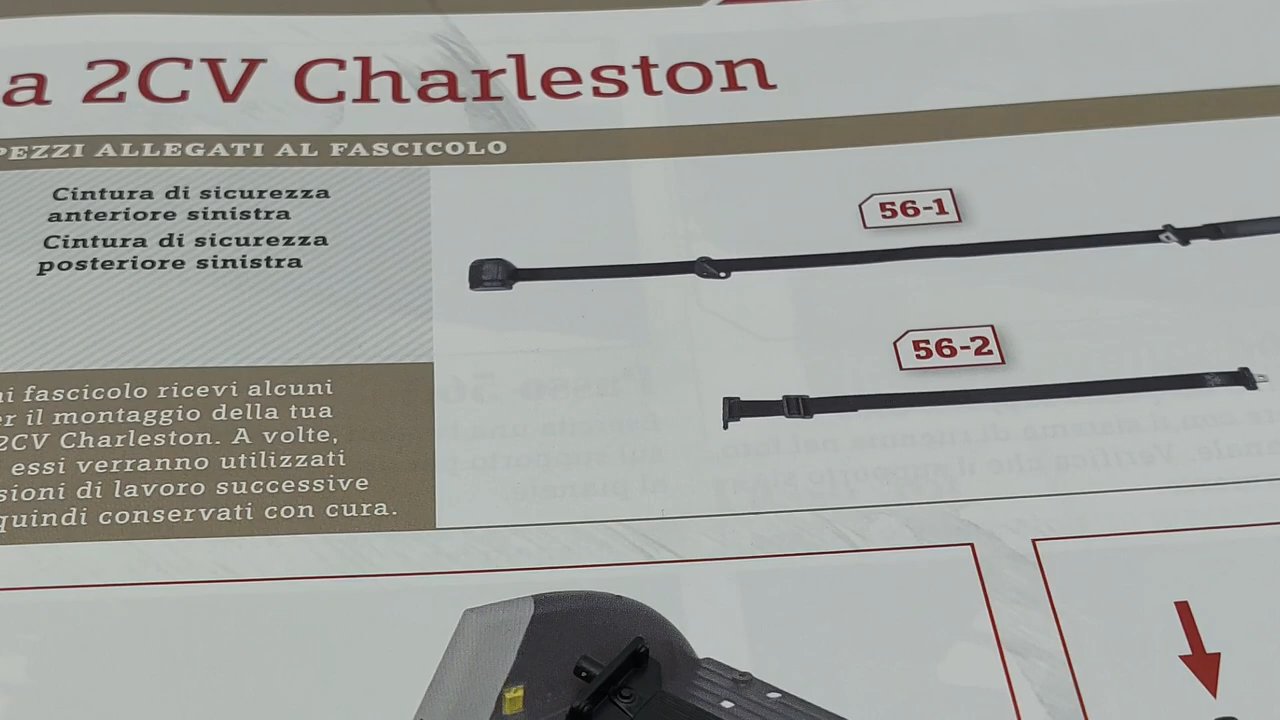 a 2CV Charleston
PEZZI ALLEGATI AL FASCICOLO
Cintura di sicurezza
anteriore sinistra
Cintura di sicurezza
posteriore sinistra
56-1
56-2
fascicolo ricevi alcuni
il montaggio della tua
2CV Charleston. A volte,
essi verranno utilizzati
di lavoro successive
quindi conservati con cura.